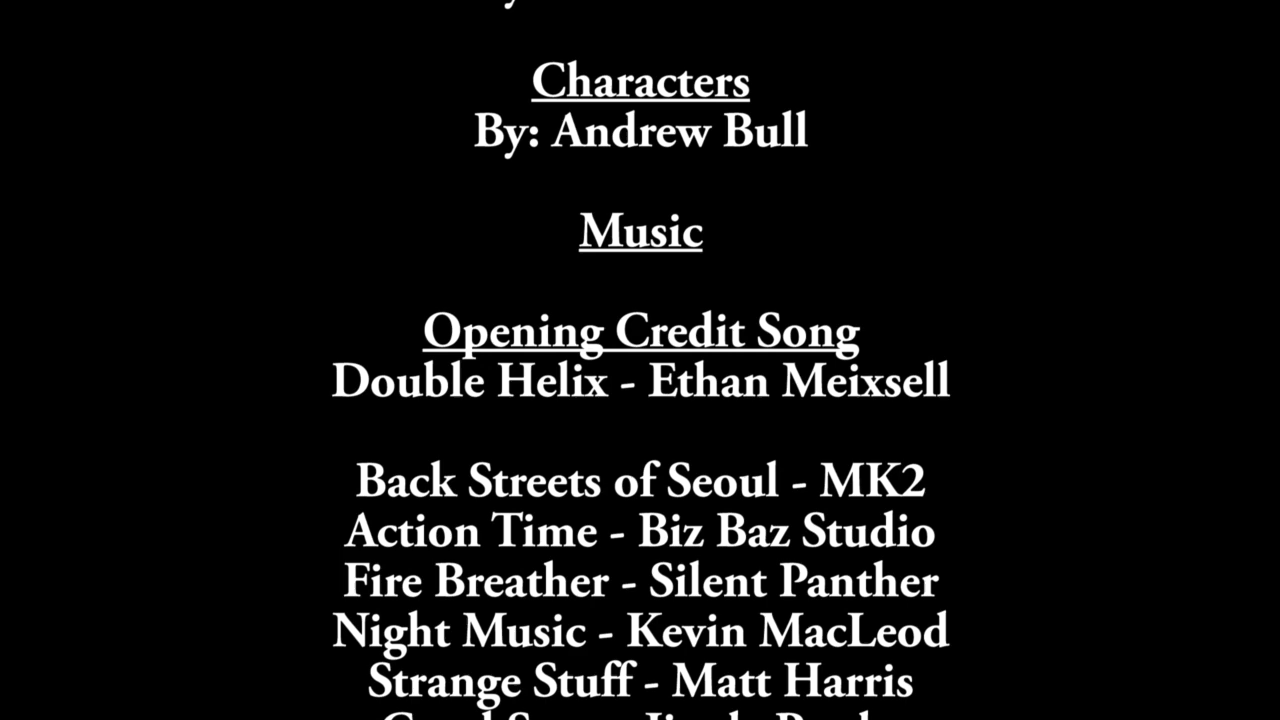 Characters
By: Andrew Bull
Music
Opening Credit Song
Double Helix - Ethan Meixsell
Back Streets of Seoul - MK2
Action Time - Biz Baz Studio
Fire Breather - Silent Panther
Night Music - Kevin MacLeod
Strange Stuff - Matt Harris